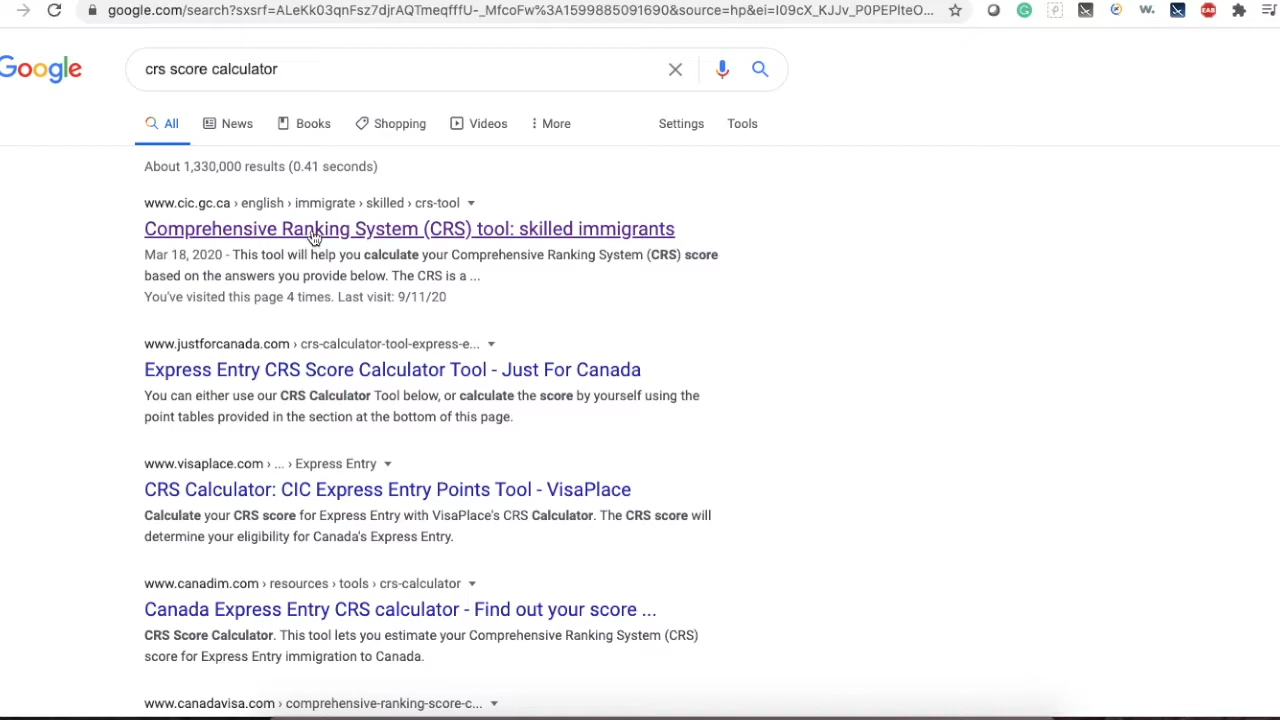 google.com/search?sxsrf=ALeKk03qnFsz7djrAQTmeqfffU-_MfcoFw%3A1599885091690&source=hp&ei=I09cX_KJJv_P0PEPIteO...
Google
crs score calculator
All News Books Shopping Videos More Settings Tools
About 1,330,000 results (0.41 seconds)
www.cic.gc.ca › english › immigrate › skilled › crs-tool
Comprehensive Ranking System (CRS) tool: skilled immigrants
Mar 18, 2020 - This tool will help you calculate your Comprehensive Ranking System (CRS) score
based on the answers you provide below. The CRS is a ...
You've visited this page 4 times. Last visit: 9/11/20
www.justforcanada.com › crs-calculator-tool-express-e...
Express Entry CRS Score Calculator Tool - Just For Canada
You can either use our CRS Calculator Tool below, or calculate the score by yourself using the
point tables provided in the section at the bottom of this page.
www.visaplace.com › ... › Express Entry
CRS Calculator: CIC Express Entry Points Tool - VisaPlace
Calculate your CRS score for Express Entry with VisaPlace's CRS Calculator. The CRS score will
determine your eligibility for Canada's Express Entry.
www.canadim.com › resources › tools › crs-calculator
Canada Express Entry CRS calculator - Find out your score ...
CRS Score Calculator. This tool lets you estimate your Comprehensive Ranking System (CRS)
score for Express Entry immigration to Canada.
www.canadavisa.com › comprehensive-ranking-score-c...